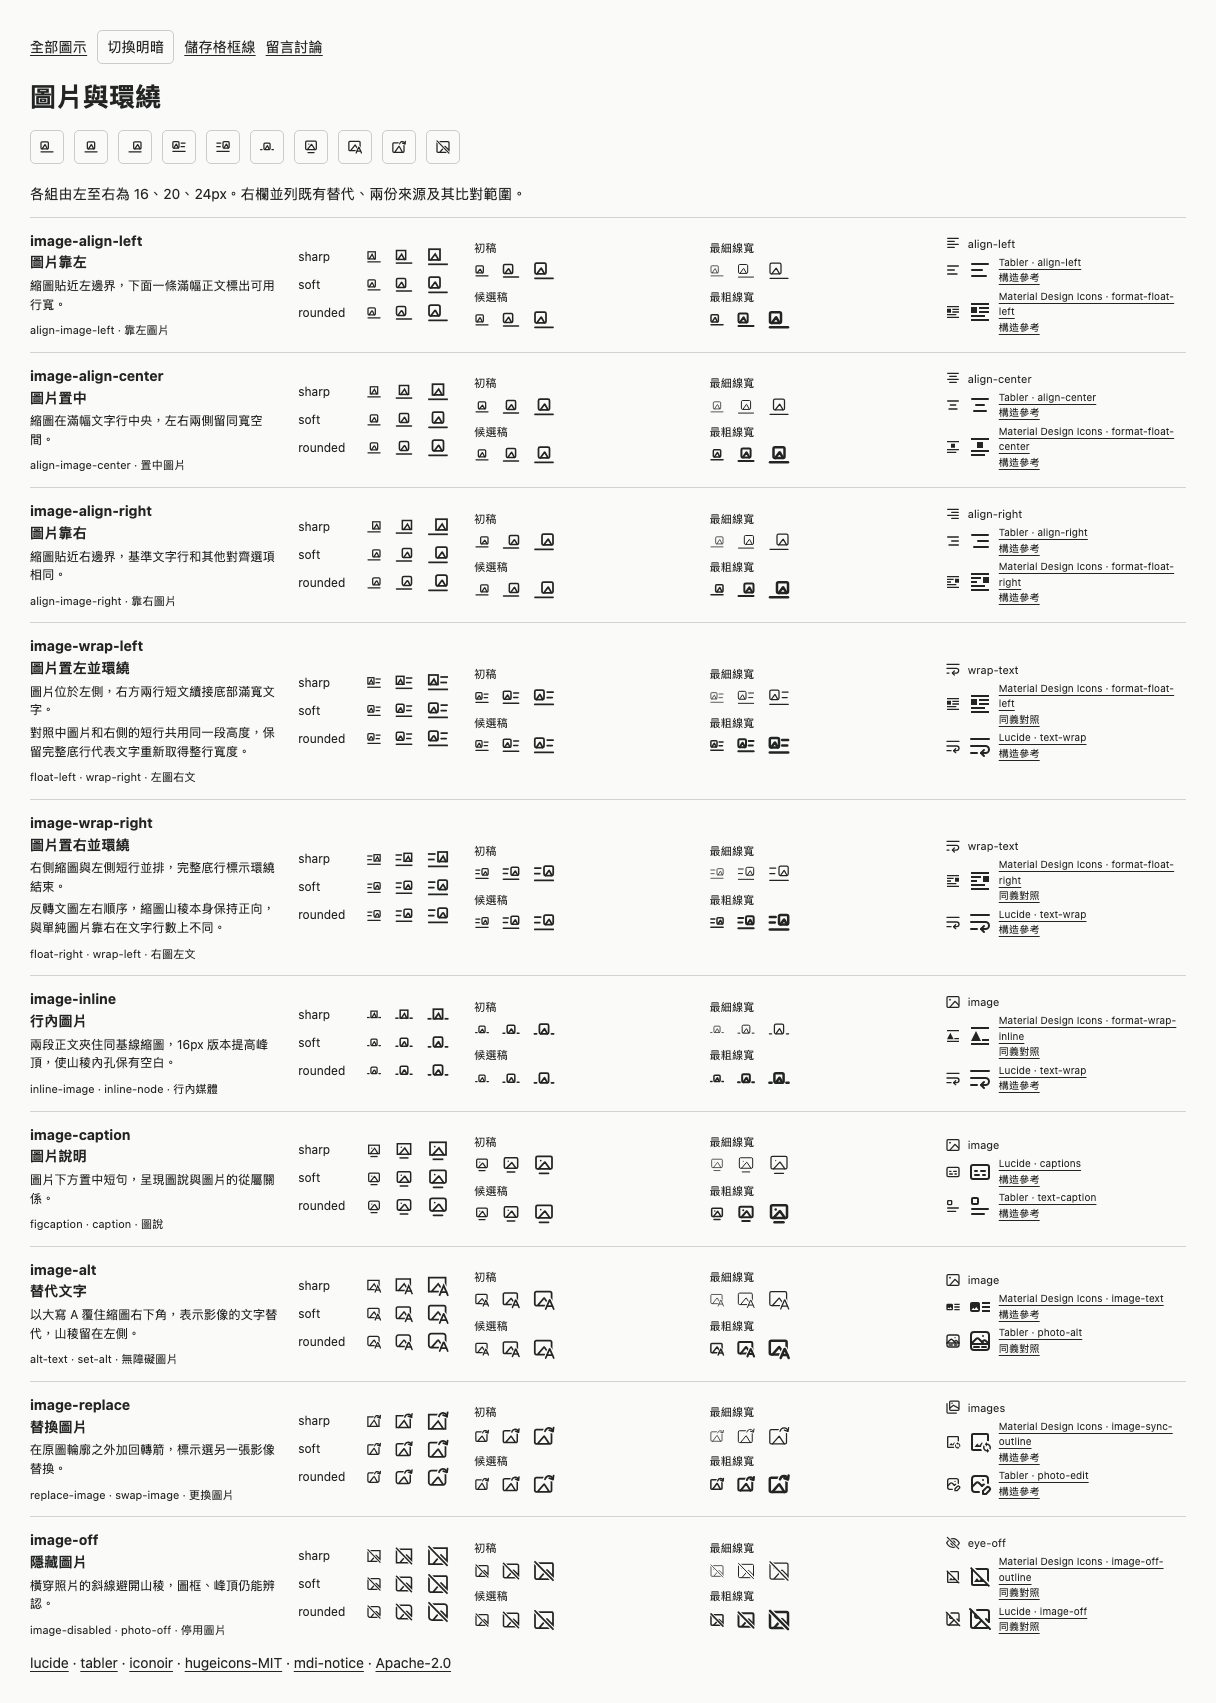 全部圖示 切換明暗 儲存格框線 留言討論
圖片與環繞
各組由左至右為 16、20、24px。右欄並列既有替代、兩份來源及其比對範圍。
image-align-left
圖片靠左
縮圖貼近左邊界，下面一條滿幅正文標出可用
行寬。
align-image-left · 靠左圖片
sharp
soft
rounded
初稿
候選稿
最細線寬
最粗線寬
align-left
Tabler · align-left
構造參考
Material Design Icons · format-float-
left
構造參考
image-align-center
圖片置中
縮圖在滿幅文字行中央，左右兩側留同寬空
間。
align-image-center · 置中圖片
sharp
soft
rounded
初稿
候選稿
最細線寬
最粗線寬
align-center
Tabler · align-center
構造參考
Material Design Icons · format-float-
center
構造參考
image-align-right
圖片靠右
縮圖貼近右邊界，基準文字行和其他對齊選項
相同。
align-image-right · 靠右圖片
sharp
soft
rounded
初稿
候選稿
最細線寬
最粗線寬
align-right
Tabler · align-right
構造參考
Material Design Icons · format-float-
right
構造參考
image-wrap-left
圖片置左並環繞
圖片位於左側，右方兩行短文續接底部滿寬文
字。
對照中圖片和右側的短行共用同一段高度，保
留完整底行代表文字重新取得整行寬度。
float-left · wrap-right · 左圖右文
sharp
soft
rounded
初稿
候選稿
最細線寬
最粗線寬
wrap-text
Material Design Icons · format-float-
left
同義對照
Lucide · text-wrap
構造參考
image-wrap-right
圖片置右並環繞
右側縮圖與左側短行並排，完整底行標示環繞
結束。
反轉文圖左右順序，縮圖山稜本身保持正向，
與單純圖片靠右在文字行數上不同。
float-right · wrap-left · 右圖左文
sharp
soft
rounded
初稿
候選稿
最細線寬
最粗線寬
wrap-text
Material Design Icons · format-float-
right
同義對照
Lucide · text-wrap
構造參考
image-inline
行內圖片
兩段正文夾住同基線縮圖，16px 版本提高峰
頂，使山稜內孔保有空白。
inline-image · inline-node · 行內媒體
sharp
soft
rounded
初稿
候選稿
最細線寬
最粗線寬
image
Material Design Icons · format-wrap-
inline
同義對照
Lucide · text-wrap
構造參考
image-caption
圖片說明
圖片下方置中短句，呈現圖說與圖片的從屬關
係。
figcaption · caption · 圖說
sharp
soft
rounded
初稿
候選稿
最細線寬
最粗線寬
image
Lucide · captions
構造參考
Tabler · text-caption
構造參考
image-alt
替代文字
以大寫 A 覆住縮圖右下角，表示影像的文字替
代，山稜留在左側。
alt-text · set-alt · 無障礙圖片
sharp
soft
rounded
初稿
候選稿
最細線寬
最粗線寬
image
Material Design Icons · image-text
構造參考
Tabler · photo-alt
同義對照
image-replace
替換圖片
在原圖輪廓之外加回轉箭，標示選另一張影像
替換。
replace-image · swap-image · 更換圖片
sharp
soft
rounded
初稿
候選稿
最細線寬
最粗線寬
images
Material Design Icons · image-sync-
outline
構造參考
Tabler · photo-edit
構造參考
image-off
隱藏圖片
橫穿照片的斜線避開山稜，圖框、峰頂仍能辨
認。
image-disabled · photo-off · 停用圖片
sharp
soft
rounded
初稿
候選稿
最細線寬
最粗線寬
eye-off
Material Design Icons · image-off-
outline
同義對照
Lucide · image-off
同義對照
lucide · tabler · iconoir · hugeicons-MIT · mdi-notice · Apache-2.0